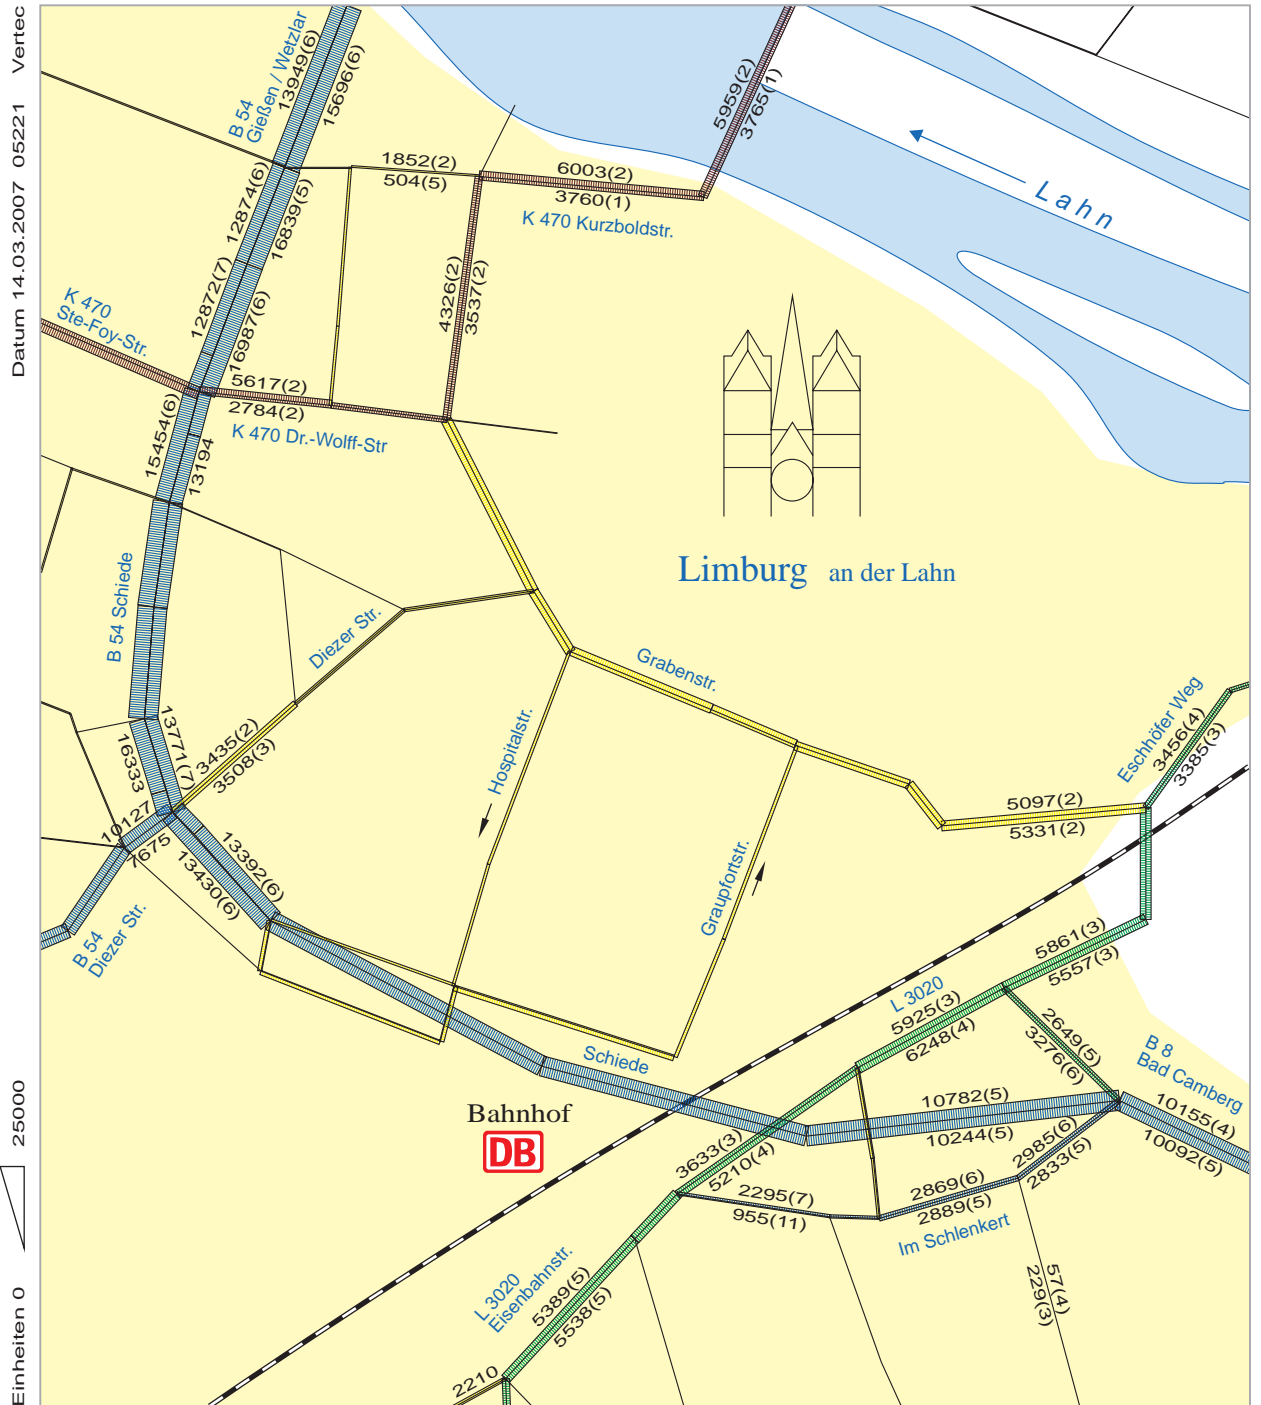 Datum 14.03.2007   05221   Vertec
Einheiten 0   25000
B 54
Gießen / Wetzlar
13949(6)
15696(6)
5959(2)
3765(1)
Lahn
1852(2)
504(5)
6003(2)
3760(1)
K 470 Kurzboldstr.
12874(6)
16839(5)
12872(7)
16987(6)
4326(2)
3537(2)
K 470
Ste-Foy-Str.
5617(2)
2784(2)
K 470 Dr.-Wolff-Str
15454(6)
13194
Limburg an der Lahn
B 54 Schiede
Diezer Str.
Grabenstr.
Hospitalstr.
Eschhöfer Weg
3456(4)
3385(3)
13771(7)
16333
3435(2)
3508(3)
10127
7675
5097(2)
5331(2)
13392(6)
13430(6)
Graupfortstr.
B 54
Diezer Str.
5861(3)
5557(3)
L 3020
5925(3)
6248(4)
2649(5)
3276(6)
B 8
Bad Camberg
Schiede
10782(5)
10244(5)
10155(4)
10092(5)
Bahnhof
DB
3633(3)
5210(4)
2985(6)
2833(5)
2295(7)
955(11)
2869(6)
2889(5)
Im Schlenkert
L 3020
Eisenbahnstr.
5389(5)
5538(5)
57(4)
229(3)
2210